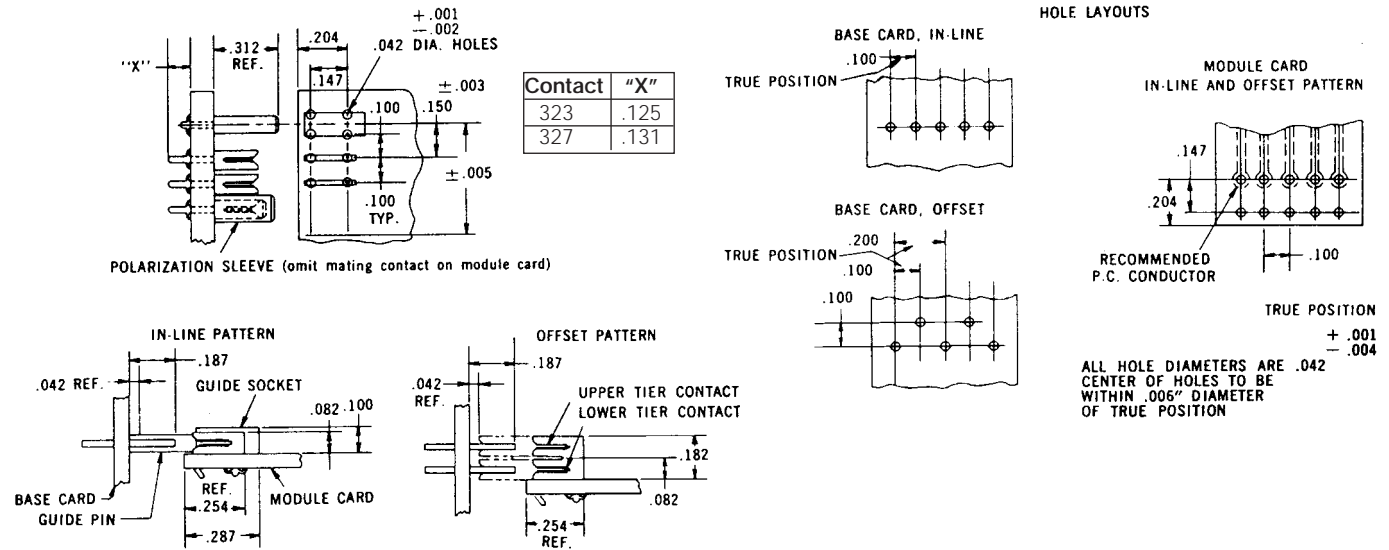 + .001
− .002
.204
.042 DIA. HOLES
.312
REF.
"X"
.147
± .003
.100
.150
± .005
.100
TYP.
POLARIZATION SLEEVE (omit mating contact on module card)
Contact "X"
323 .125
327 .131
HOLE LAYOUTS
BASE CARD, IN-LINE
.100
TRUE POSITION
MODULE CARD
IN-LINE AND OFFSET PATTERN
.147
.204
RECOMMENDED
P.C. CONDUCTOR
.100
BASE CARD, OFFSET
.200
TRUE POSITION
.100
.100
TRUE POSITION
+ .001
− .004
ALL HOLE DIAMETERS ARE .042
CENTER OF HOLES TO BE
WITHIN .006" DIAMETER
OF TRUE POSITION
IN-LINE PATTERN
.187
.042 REF.
GUIDE SOCKET
.082
.100
BASE CARD
GUIDE PIN
REF.
.254
MODULE CARD
.287
OFFSET PATTERN
.187
.042
REF.
UPPER TIER CONTACT
LOWER TIER CONTACT
.182
.082
.254
REF.